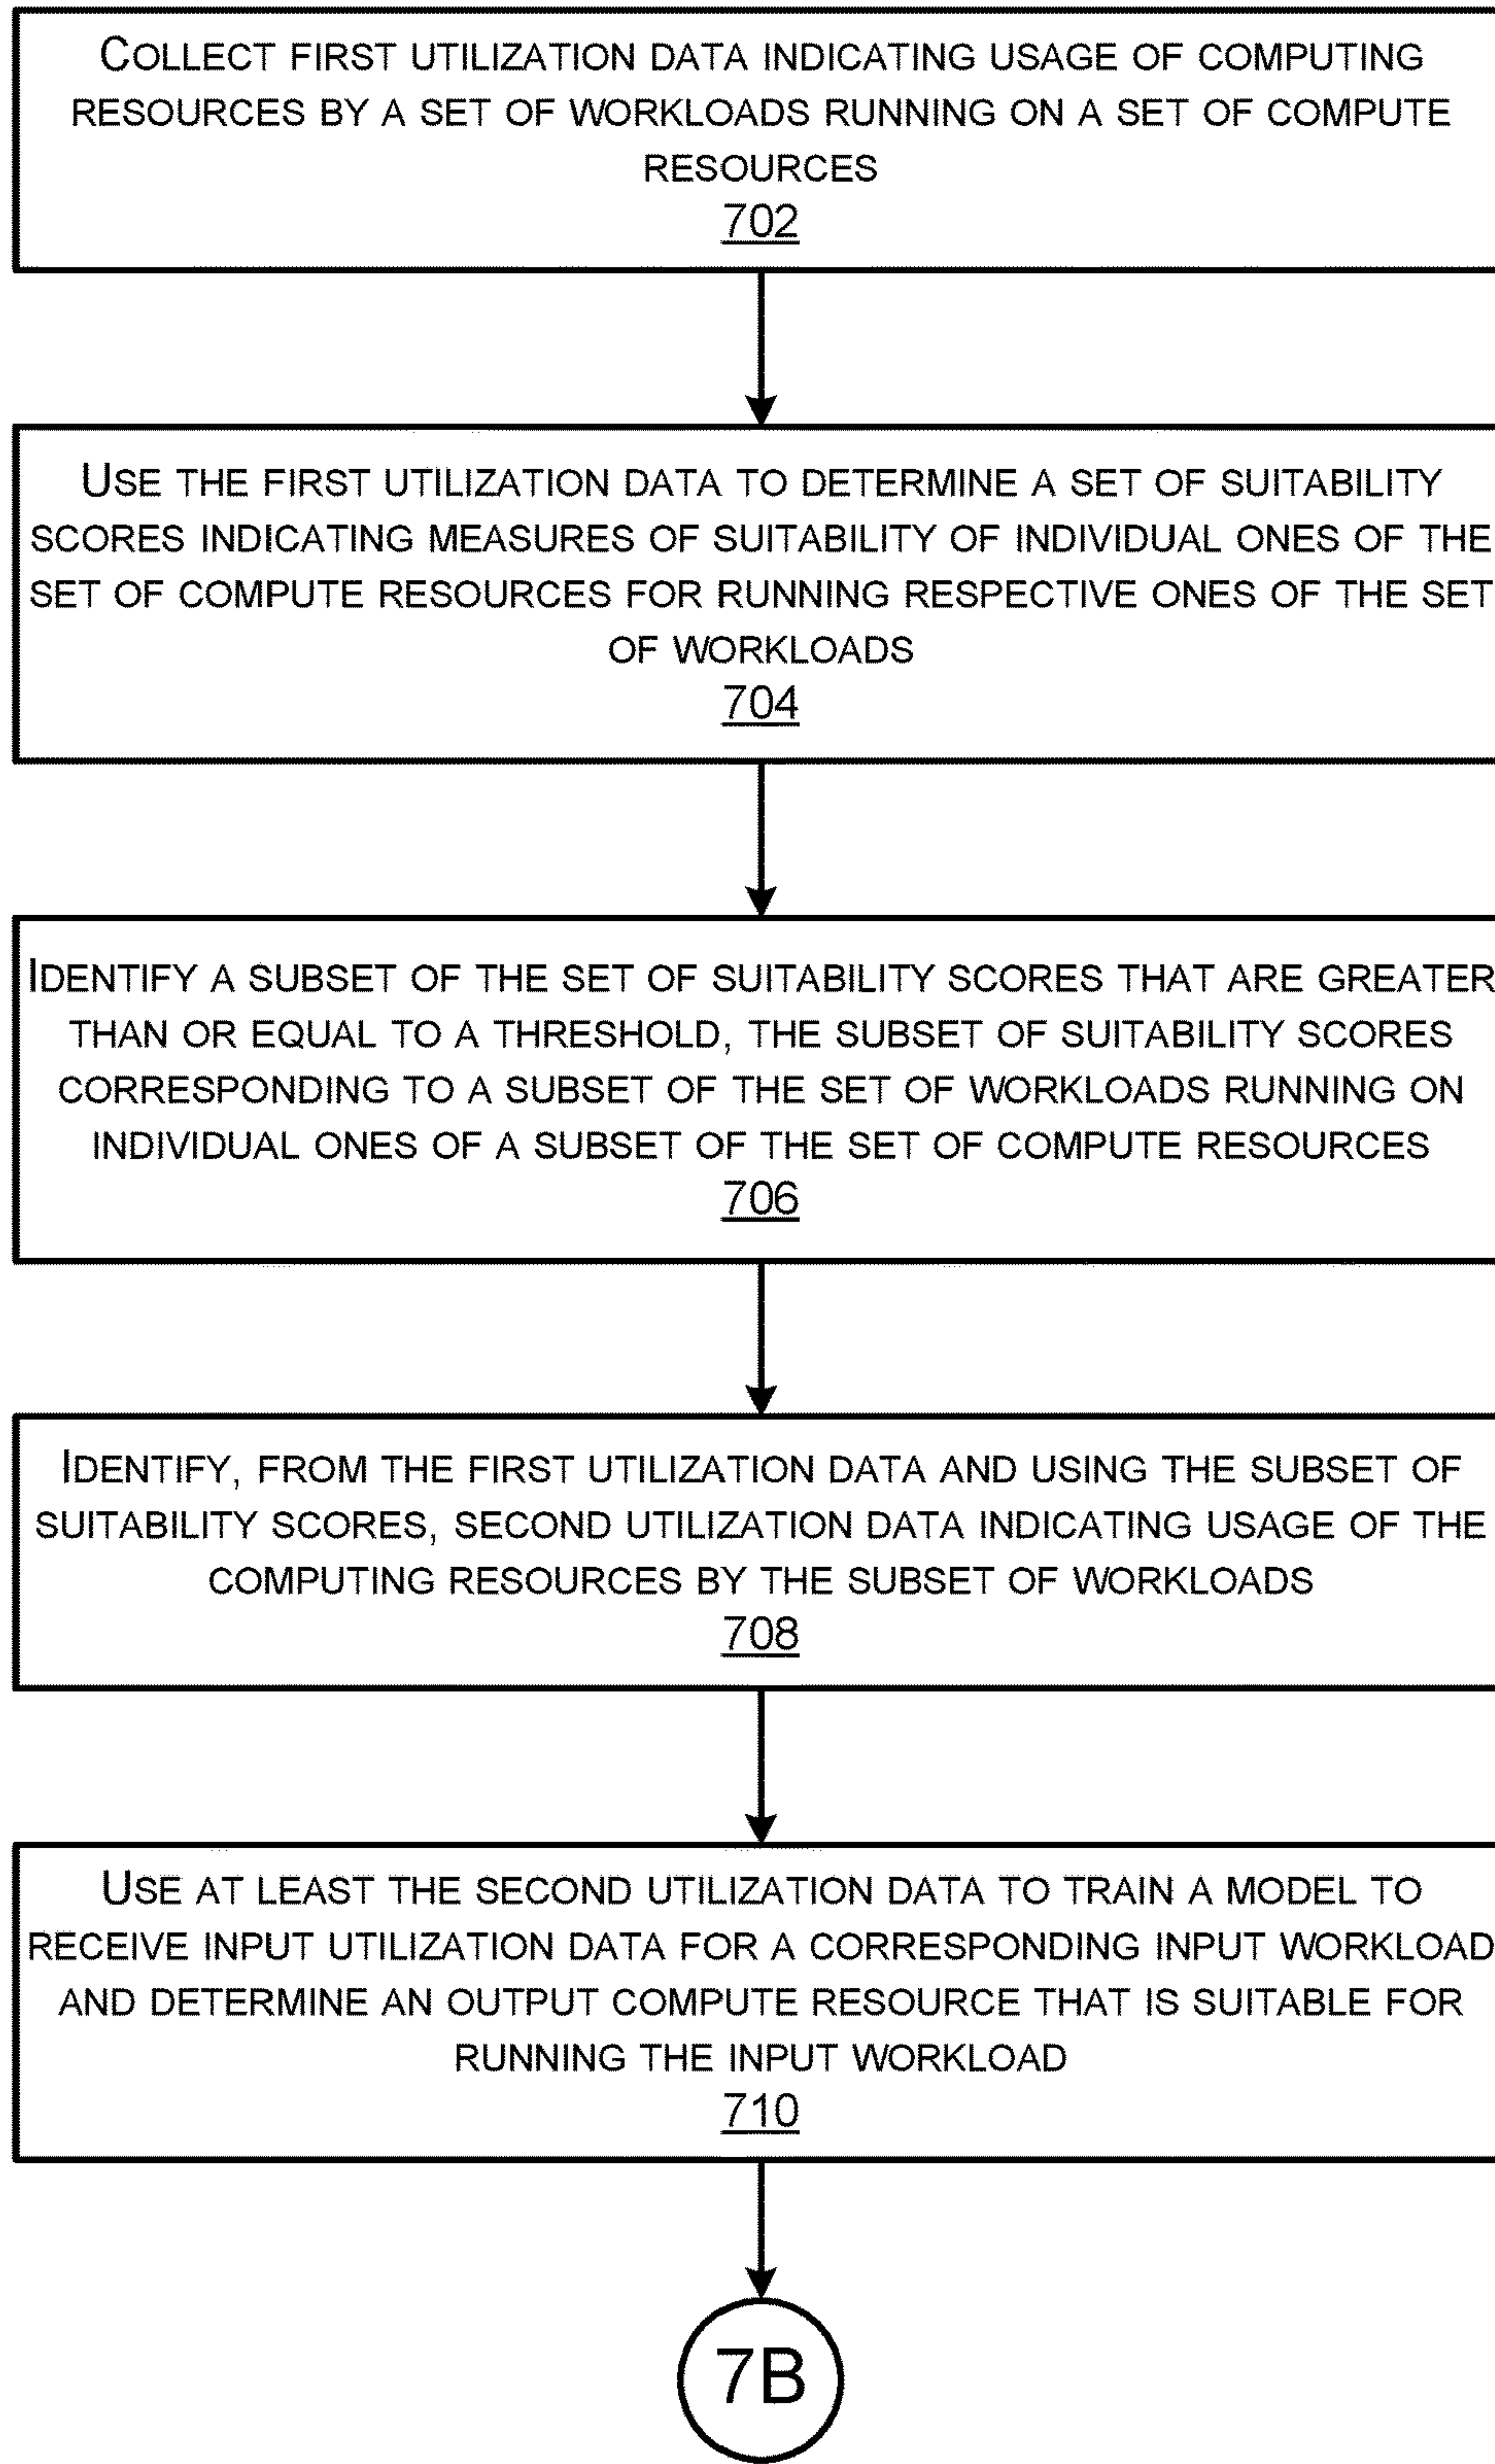 COLLECT FIRST UTILIZATION DATA INDICATING USAGE OF COMPUTING
RESOURCES BY A SET OF WORKLOADS RUNNING ON A SET OF COMPUTE
RESOURCES
702
USE THE FIRST UTILIZATION DATA TO DETERMINE A SET OF SUITABILITY
SCORES INDICATING MEASURES OF SUITABILITY OF INDIVIDUAL ONES OF THE
SET OF COMPUTE RESOURCES FOR RUNNING RESPECTIVE ONES OF THE SET
OF WORKLOADS
704
IDENTIFY A SUBSET OF THE SET OF SUITABILITY SCORES THAT ARE GREATER
THAN OR EQUAL TO A THRESHOLD, THE SUBSET OF SUITABILITY SCORES
CORRESPONDING TO A SUBSET OF THE SET OF WORKLOADS RUNNING ON
INDIVIDUAL ONES OF A SUBSET OF THE SET OF COMPUTE RESOURCES
706
IDENTIFY, FROM THE FIRST UTILIZATION DATA AND USING THE SUBSET OF
SUITABILITY SCORES, SECOND UTILIZATION DATA INDICATING USAGE OF THE
COMPUTING RESOURCES BY THE SUBSET OF WORKLOADS
708
USE AT LEAST THE SECOND UTILIZATION DATA TO TRAIN A MODEL TO
RECEIVE INPUT UTILIZATION DATA FOR A CORRESPONDING INPUT WORKLOAD
AND DETERMINE AN OUTPUT COMPUTE RESOURCE THAT IS SUITABLE FOR
RUNNING THE INPUT WORKLOAD
710
7B